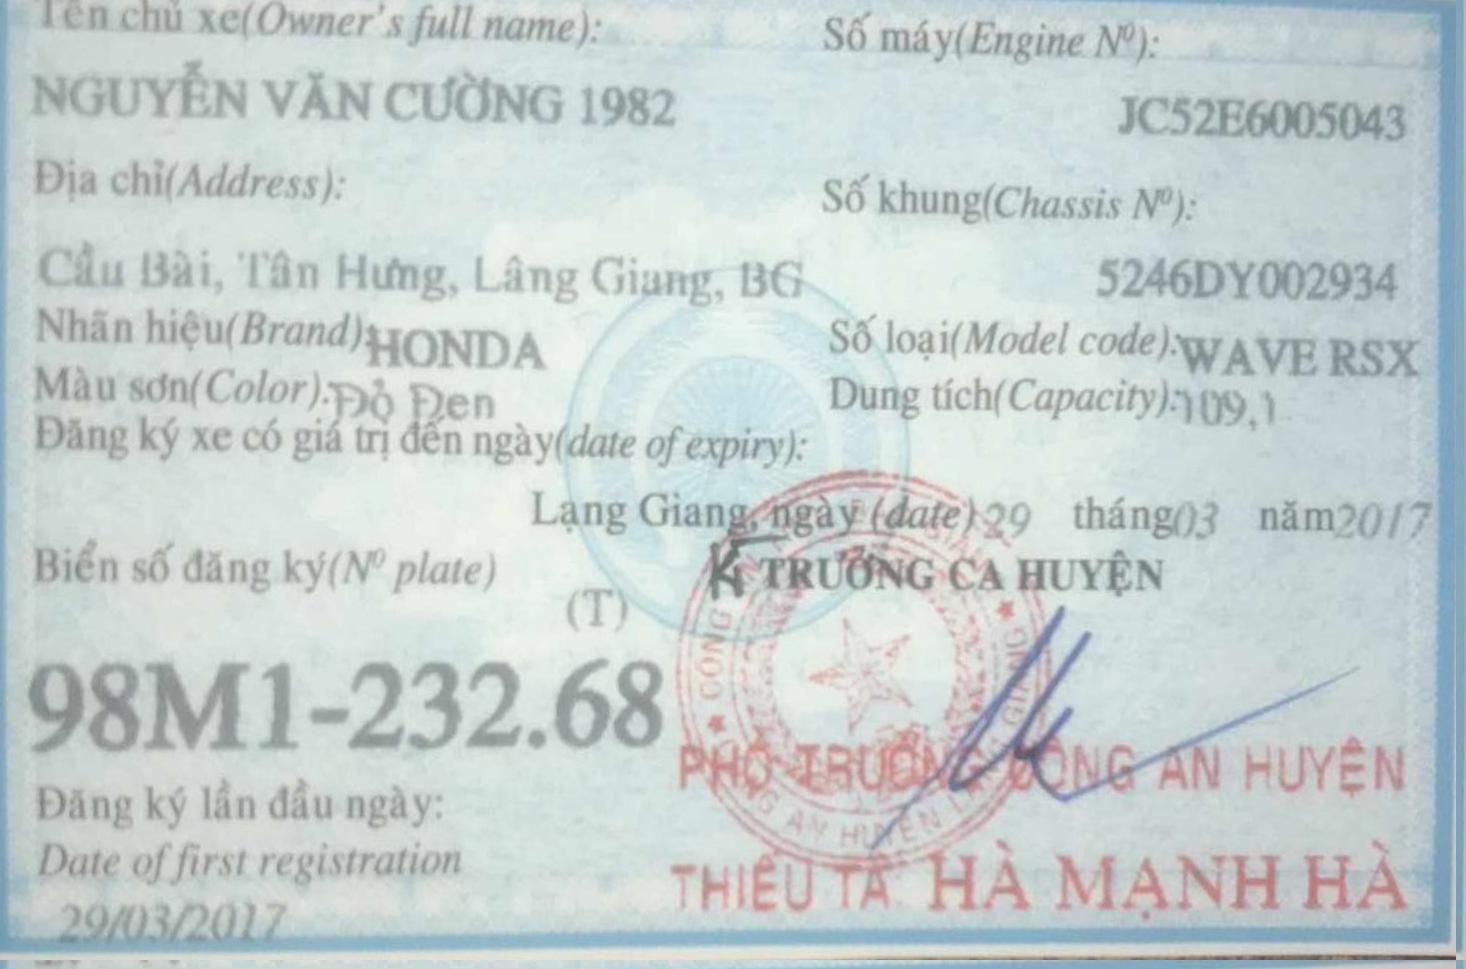 Tên chủ xe(Owner's full name): Số máy(Engine Nº):
NGUYỄN VĂN CƯỜNG 1982 JC52E6005043
Địa chỉ(Address): Số khung(Chassis Nº):
Cầu Bài, Tân Hưng, Lâng Giang, BG 5246DY002934
Nhãn hiệu(Brand):HONDA Số loại(Model code):WAVE RSX
Màu sơn(Color):Đỏ Đen Dung tích(Capacity):109,1
Đăng ký xe có giá trị đến ngày(date of expiry):
Lạng Giang, ngày (date) 29 tháng 03 năm 2017
Biển số đăng ký(Nº plate) KT TRƯỞNG CA HUYỆN
(T)
98M1-232.68
PHÓ TRƯỞNG CÔNG AN HUYỆN
Đăng ký lần đầu ngày:
Date of first registration
THIẾU TÁ HÀ MẠNH HÀ
29/03/2017